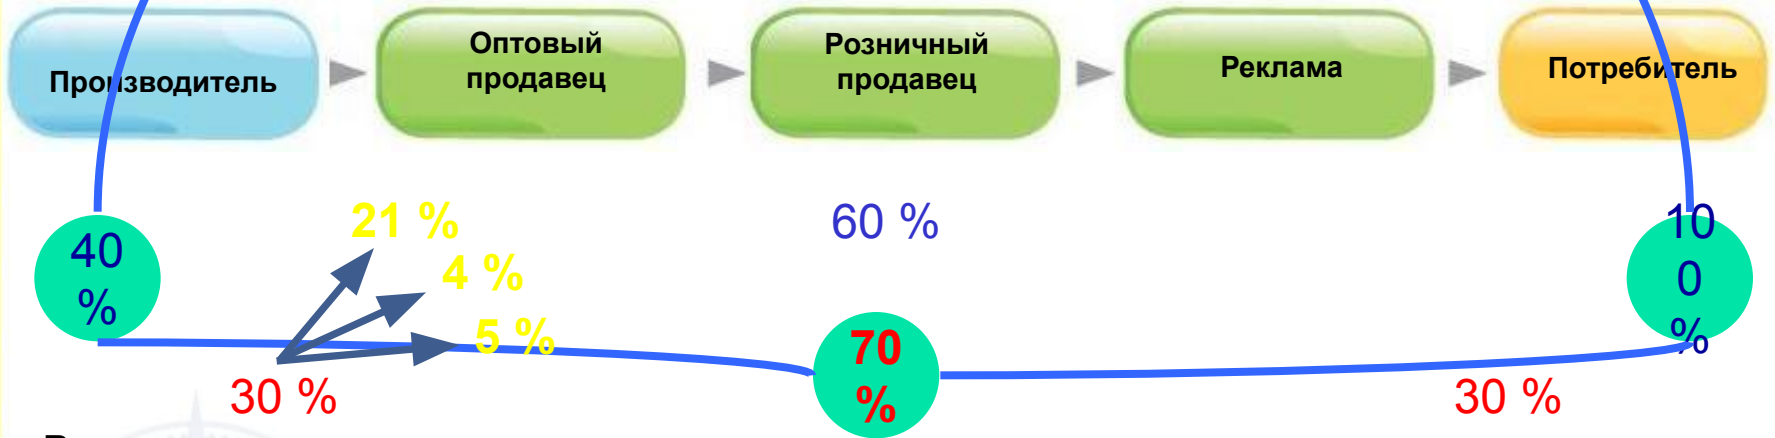 Производитель
Оптовый
продавец
Розничный
продавец
Реклама
Потребитель
40
%
21 %
4 %
5 %
30 %
60 %
70
%
10
0
%
30 %